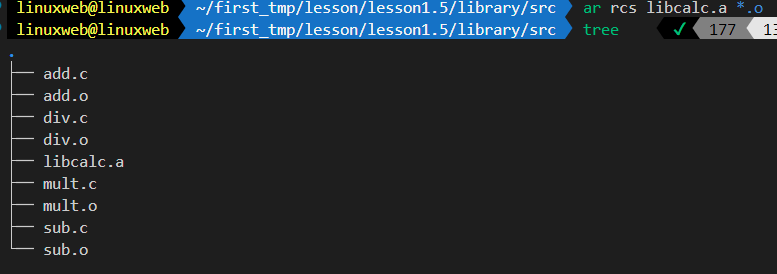 linuxweb@linuxweb ~/first_tmp/lesson/lesson1.5/library/src ar rcs libcalc.a *.o
linuxweb@linuxweb ~/first_tmp/lesson/lesson1.5/library/src tree ✔ 177
.
├── add.c
├── add.o
├── div.c
├── div.o
├── libcalc.a
├── mult.c
├── mult.o
├── sub.c
└── sub.o